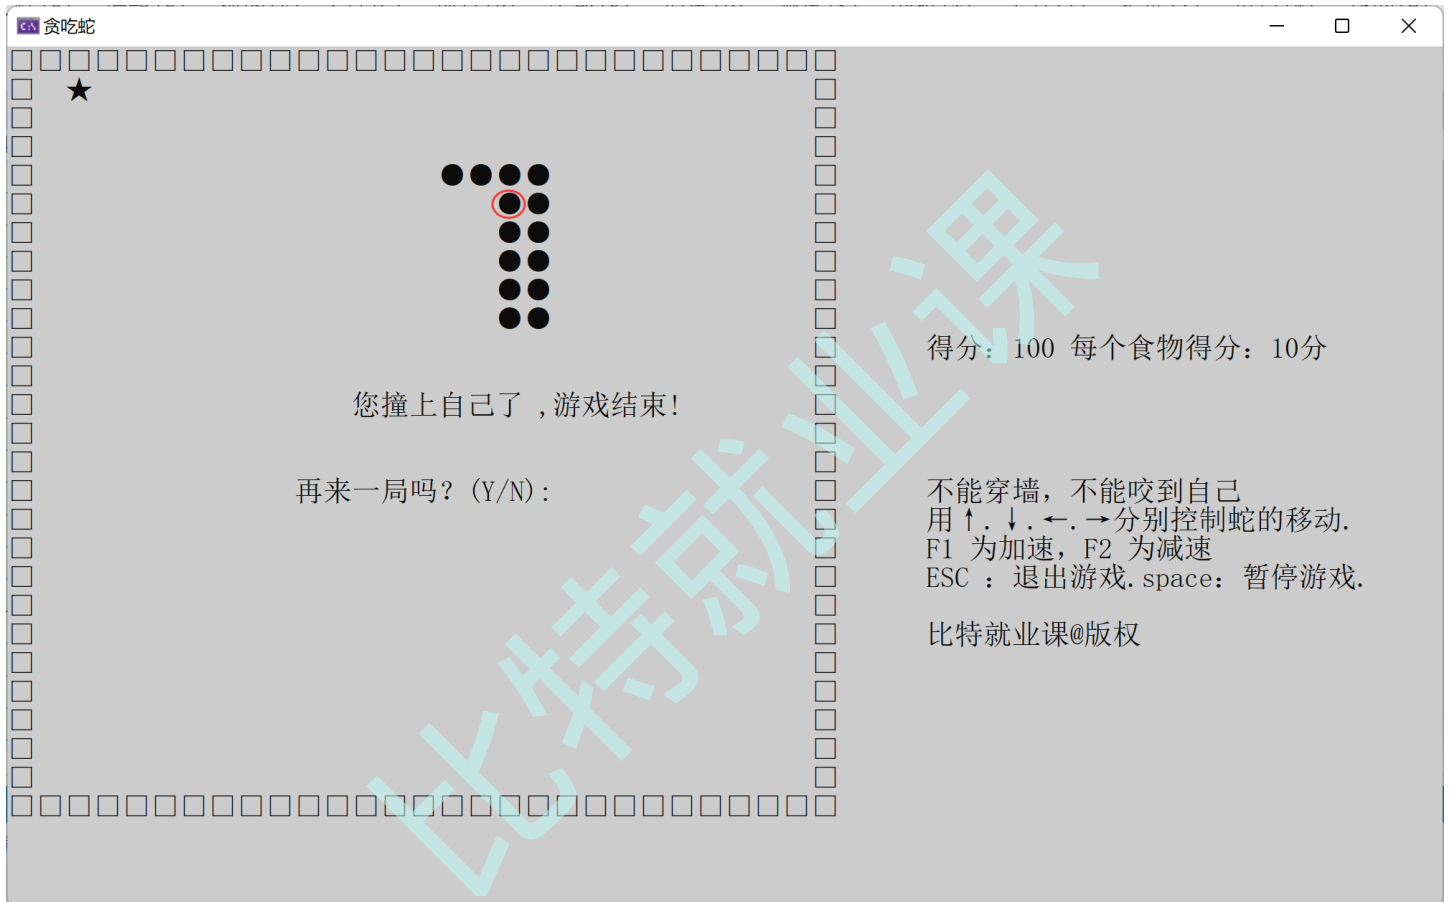 贪吃蛇
得分：100 每个食物得分：10分
您撞上自己了 ,游戏结束!
再来一局吗？(Y/N):
不能穿墙，不能咬到自己
用↑.↓.←.→分别控制蛇的移动.
F1 为加速，F2 为减速
ESC ：退出游戏.space：暂停游戏.
比特就业课@版权
比特就业课